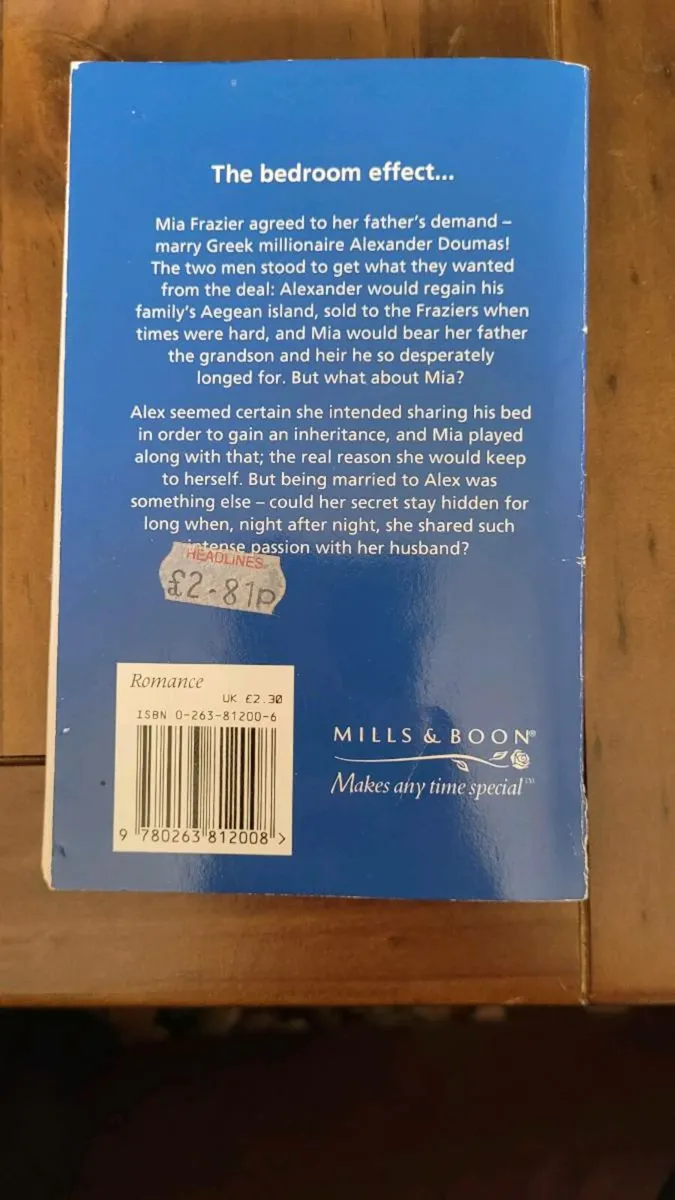 The bedroom effect...
Mia Frazier agreed to her father's demand –
marry Greek millionaire Alexander Doumas!
The two men stood to get what they wanted
from the deal: Alexander would regain his
family's Aegean island, sold to the Fraziers when
times were hard, and Mia would bear her father
the grandson and heir he so desperately
longed for. But what about Mia?
Alex seemed certain she intended sharing his bed
in order to gain an inheritance, and Mia played
along with that; the real reason she would keep
to herself. But being married to Alex was
something else – could her secret stay hidden for
long when, night after night, she shared such
intense passion with her husband?
HEADLINES
£2.81p
Romance
UK £2.30
ISBN 0-263-81200-6
9 780263 812008 >
MILLS & BOON®
Makes any time special™